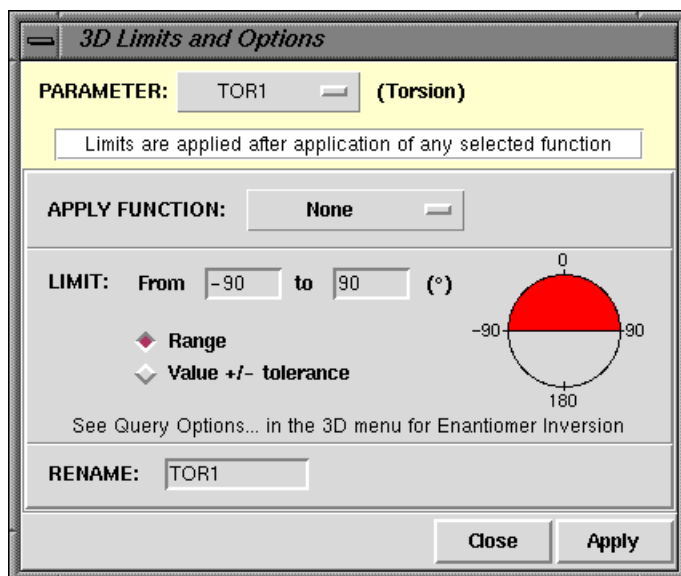 3D Limits and Options
PARAMETER: TOR1 (Torsion)
Limits are applied after application of any selected function
APPLY FUNCTION: None
LIMIT: From -90 to 90 (°)
Range
Value +/- tolerance
0
-90 90
180
See Query Options... in the 3D menu for Enantiomer Inversion
RENAME: TOR1
Close Apply